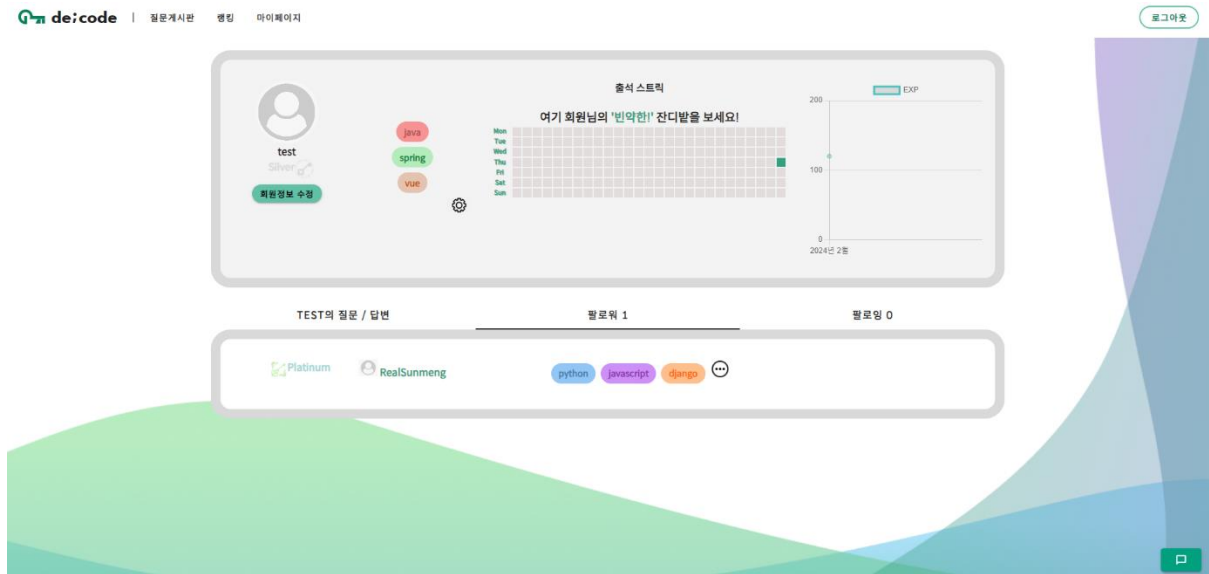 de;code | 질문게시판 랭킹 마이페이지 로그아웃
test
Silver
회원정보 수정
java
spring
vue
출석 스트릭
여기 회원님의 '빈약한!' 잔디밭을 보세요!
Mon
Tue
Wed
Thu
Fri
Sat
Sun
EXP
200
100
0
2024년 2월
TEST의 질문 / 답변 팔로워 1 팔로잉 0
Platinum RealSunmeng python javascript django